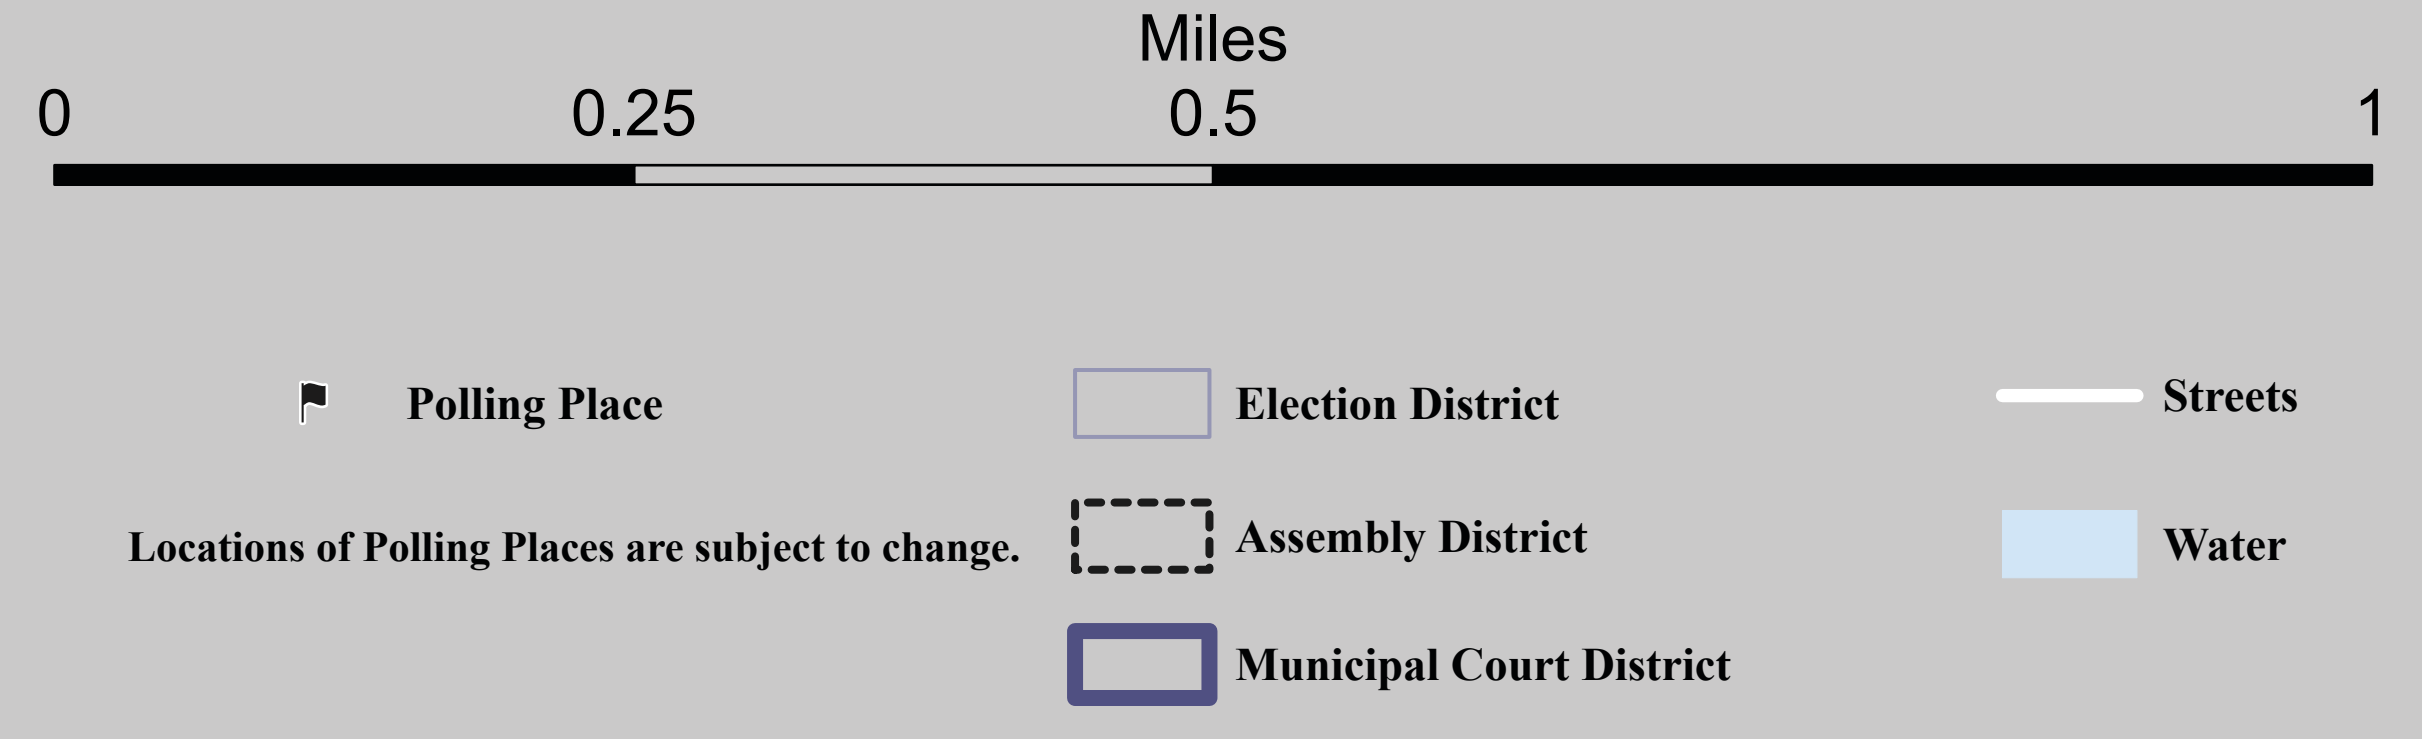 Miles
0 0.25 0.5 1
Polling Place
Election District
Streets
Locations of Polling Places are subject to change.
Assembly District
Water
Municipal Court District